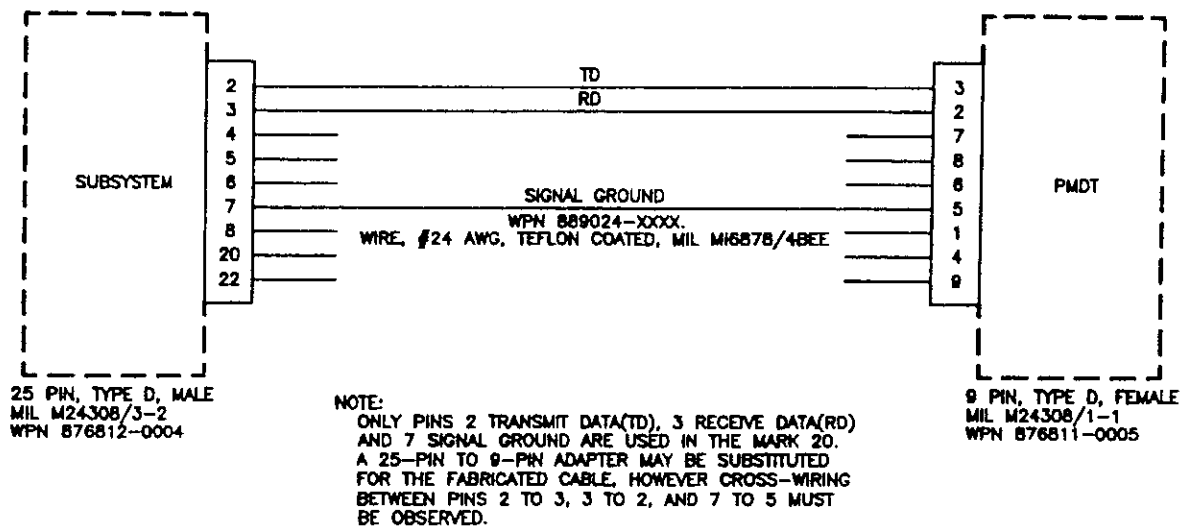 TD
RD
2
3
4
5
6
7
8
20
22
SUBSYSTEM
SIGNAL GROUND
WPN 889024-XXXX.
WIRE, #24 AWG, TEFLON COATED, MIL M16878/4BEE
3
2
7
8
6
5
1
4
9
PMDT
25 PIN, TYPE D, MALE
MIL M24308/3-2
WPN 876812-0004
9 PIN, TYPE D, FEMALE
MIL M24308/1-1
WPN 876811-0005
NOTE:
ONLY PINS 2 TRANSMIT DATA(TD), 3 RECEIVE DATA(RD)
AND 7 SIGNAL GROUND ARE USED IN THE MARK 20.
A 25-PIN TO 9-PIN ADAPTER MAY BE SUBSTITUTED
FOR THE FABRICATED CABLE, HOWEVER CROSS-WIRING
BETWEEN PINS 2 TO 3, 3 TO 2, AND 7 TO 5 MUST
BE OBSERVED.